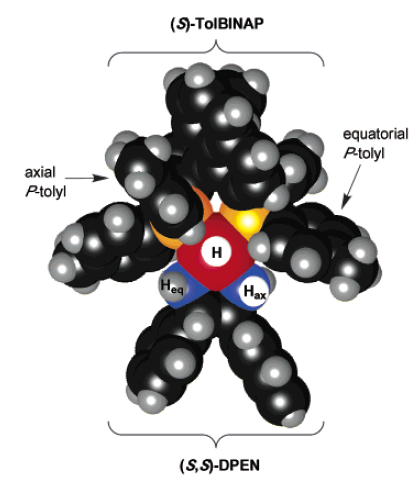 (S)-TolBINAP
equatorial
P-tolyl
axial
P-tolyl
H
Heq
Hax
(S,S)-DPEN